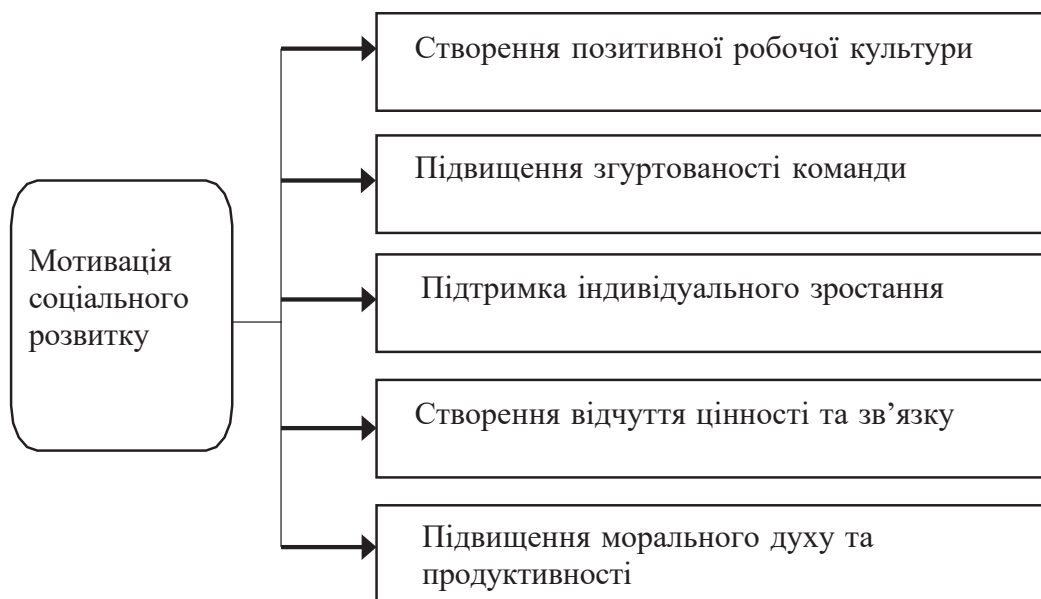 Мотивація
соціального
розвитку
Створення позитивної робочої культури
Підвищення згуртованості команди
Підтримка індивідуального зростання
Створення відчуття цінності та зв’язку
Підвищення морального духу та
продуктивності